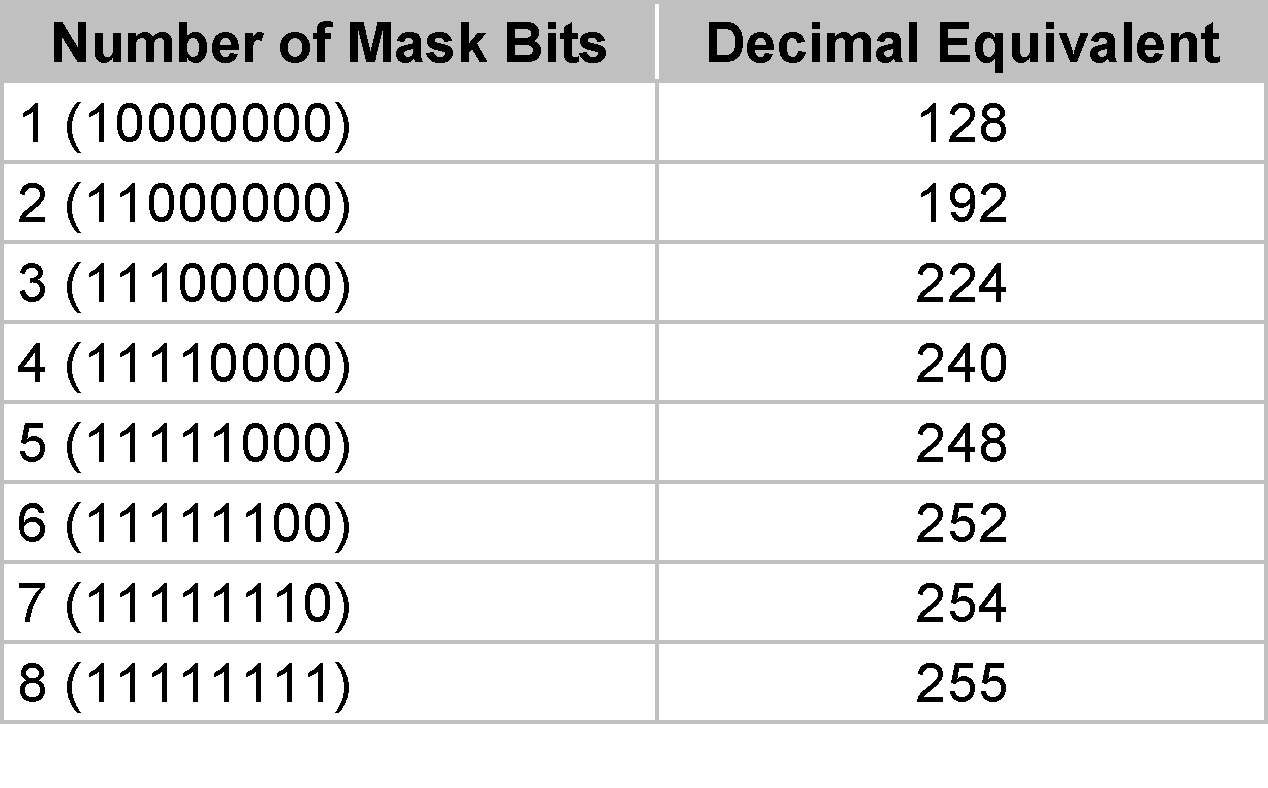 Number of Mask Bits Decimal Equivalent
1 (10000000) 128
2 (11000000) 192
3 (11100000) 224
4 (11110000) 240
5 (11111000) 248
6 (11111100) 252
7 (11111110) 254
8 (11111111) 255